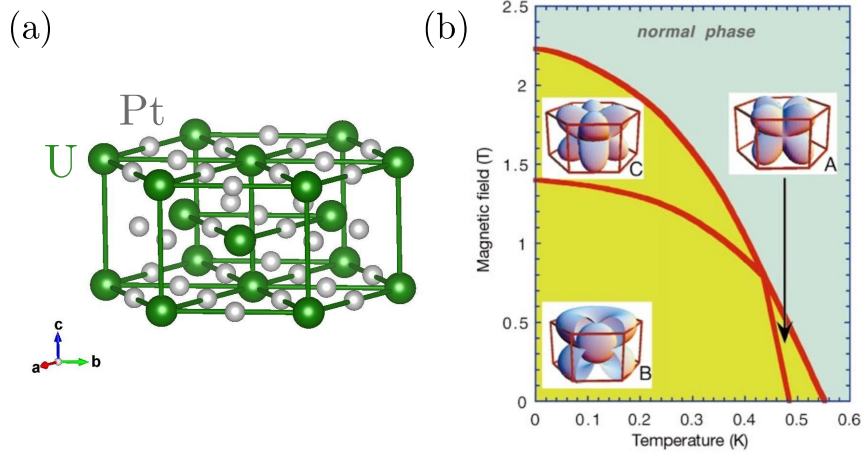 (a)
Pt
U
c
a
b
(b)
2.5
2
1.5
1
0.5
0
Magnetic field (T)
normal phase
C
A
B
0
0.1
0.2
0.3
0.4
0.5
0.6
Temperature (K)